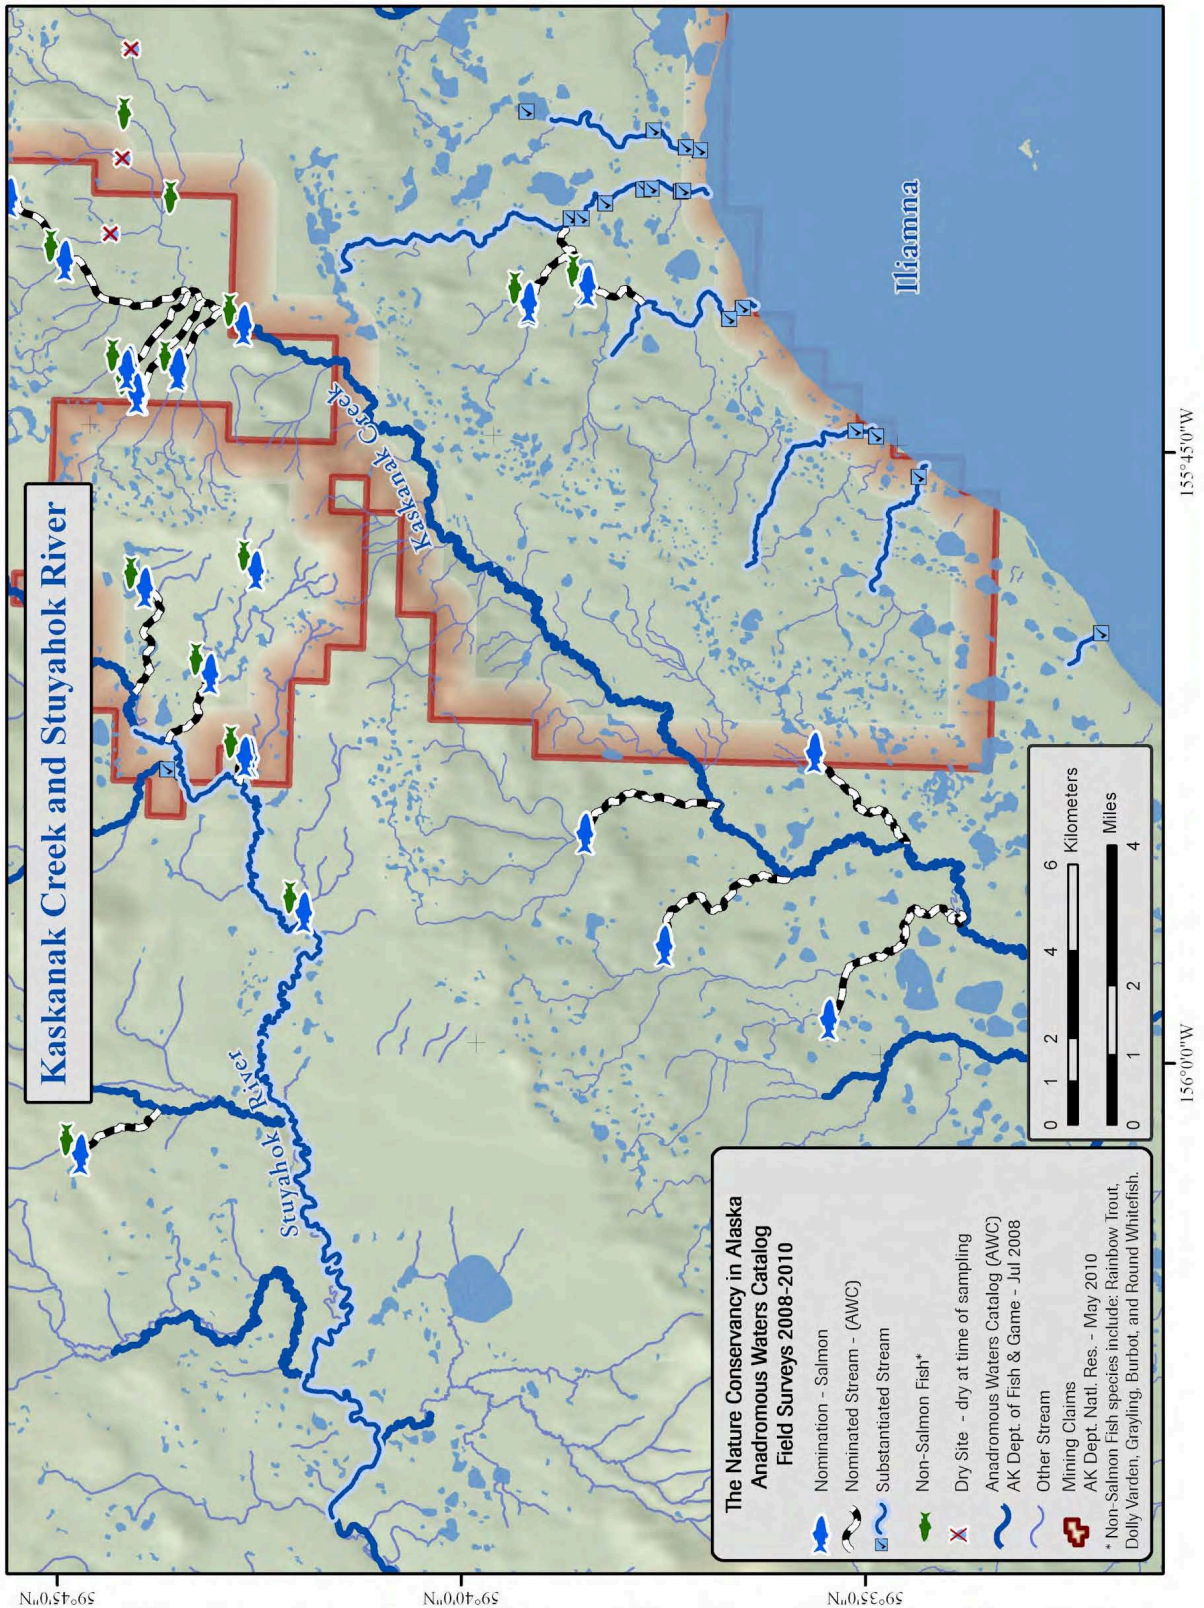 Kaskanak Creek and Stuyahok River
Stuyahok River
Kaskanak Creek
Iliamna
The Nature Conservancy in Alaska
Anadromous Waters Catalog
Field Surveys 2008-2010
Nomination - Salmon
Nominated Stream - (AWC)
Substantiated Stream
Non-Salmon Fish*
Dry Site - dry at time of sampling
Anadromous Waters Catalog (AWC)
AK Dept. of Fish & Game - Jul 2008
Other Stream
Mining Claims
AK Dept. Natl. Res. - May 2010
* Non-Salmon Fish species include: Rainbow Trout,
Dolly Varden, Grayling, Burbot, and Round Whitefish.
0 1 2 4 6
Kilometers
0 1 2 4
Miles
156°0'0"W
155°45'0"W
59°45'0"N
59°40'0"N
59°35'0"N